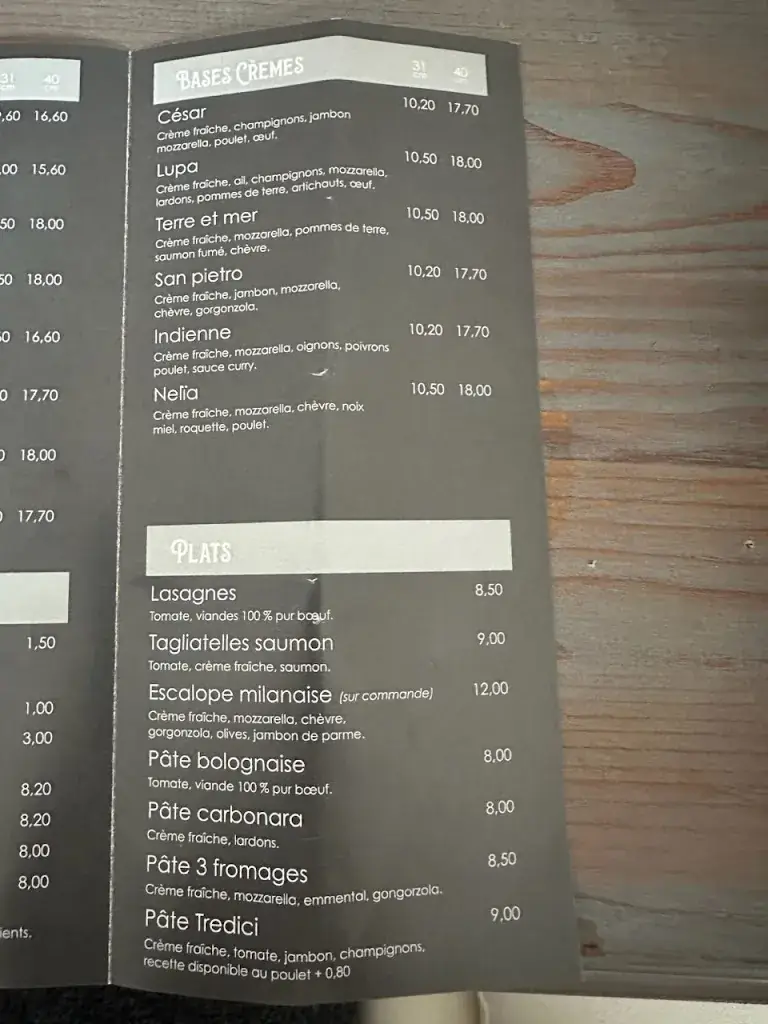 31 40
cm cm
,60 16,60
,00 15,60
50 18,00
50 18,00
50 16,60
0 17,70
0 18,00
0 17,70
1,50
1,00
3,00
8,20
8,20
8,00
8,00
ients.
BASES CRÈMES 31 40
cm cm
César 10,20 17,70
Crème fraîche, champignons, jambon
mozzarella, poulet, œuf.
Lupa 10,50 18,00
Crème fraîche, ail, champignons, mozzarella,
lardons, pommes de terre, artichauts, œuf.
Terre et mer 10,50 18,00
Crème fraîche, mozzarella, pommes de terre,
saumon fumé, chèvre.
San pietro 10,20 17,70
Crème fraîche, jambon, mozzarella,
chèvre, gorgonzola.
Indienne 10,20 17,70
Crème fraîche, mozzarella, oignons, poivrons
poulet, sauce curry.
Nelïa 10,50 18,00
Crème fraîche, mozzarella, chèvre, noix
miel, roquette, poulet.
PLATS
Lasagnes 8,50
Tomate, viandes 100 % pur bœuf.
Tagliatelles saumon 9,00
Tomate, crème fraîche, saumon.
Escalope milanaise (sur commande) 12,00
Crème fraîche, mozzarella, chèvre,
gorgonzola, olives, jambon de parme.
Pâte bolognaise 8,00
Tomate, viande 100 % pur bœuf.
Pâte carbonara 8,00
Crème fraîche, lardons.
Pâte 3 fromages 8,50
Crème fraîche, mozzarella, emmental, gongorzola.
Pâte Tredici 9,00
Crème fraîche, tomate, jambon, champignons,
recette disponible au poulet + 0,80